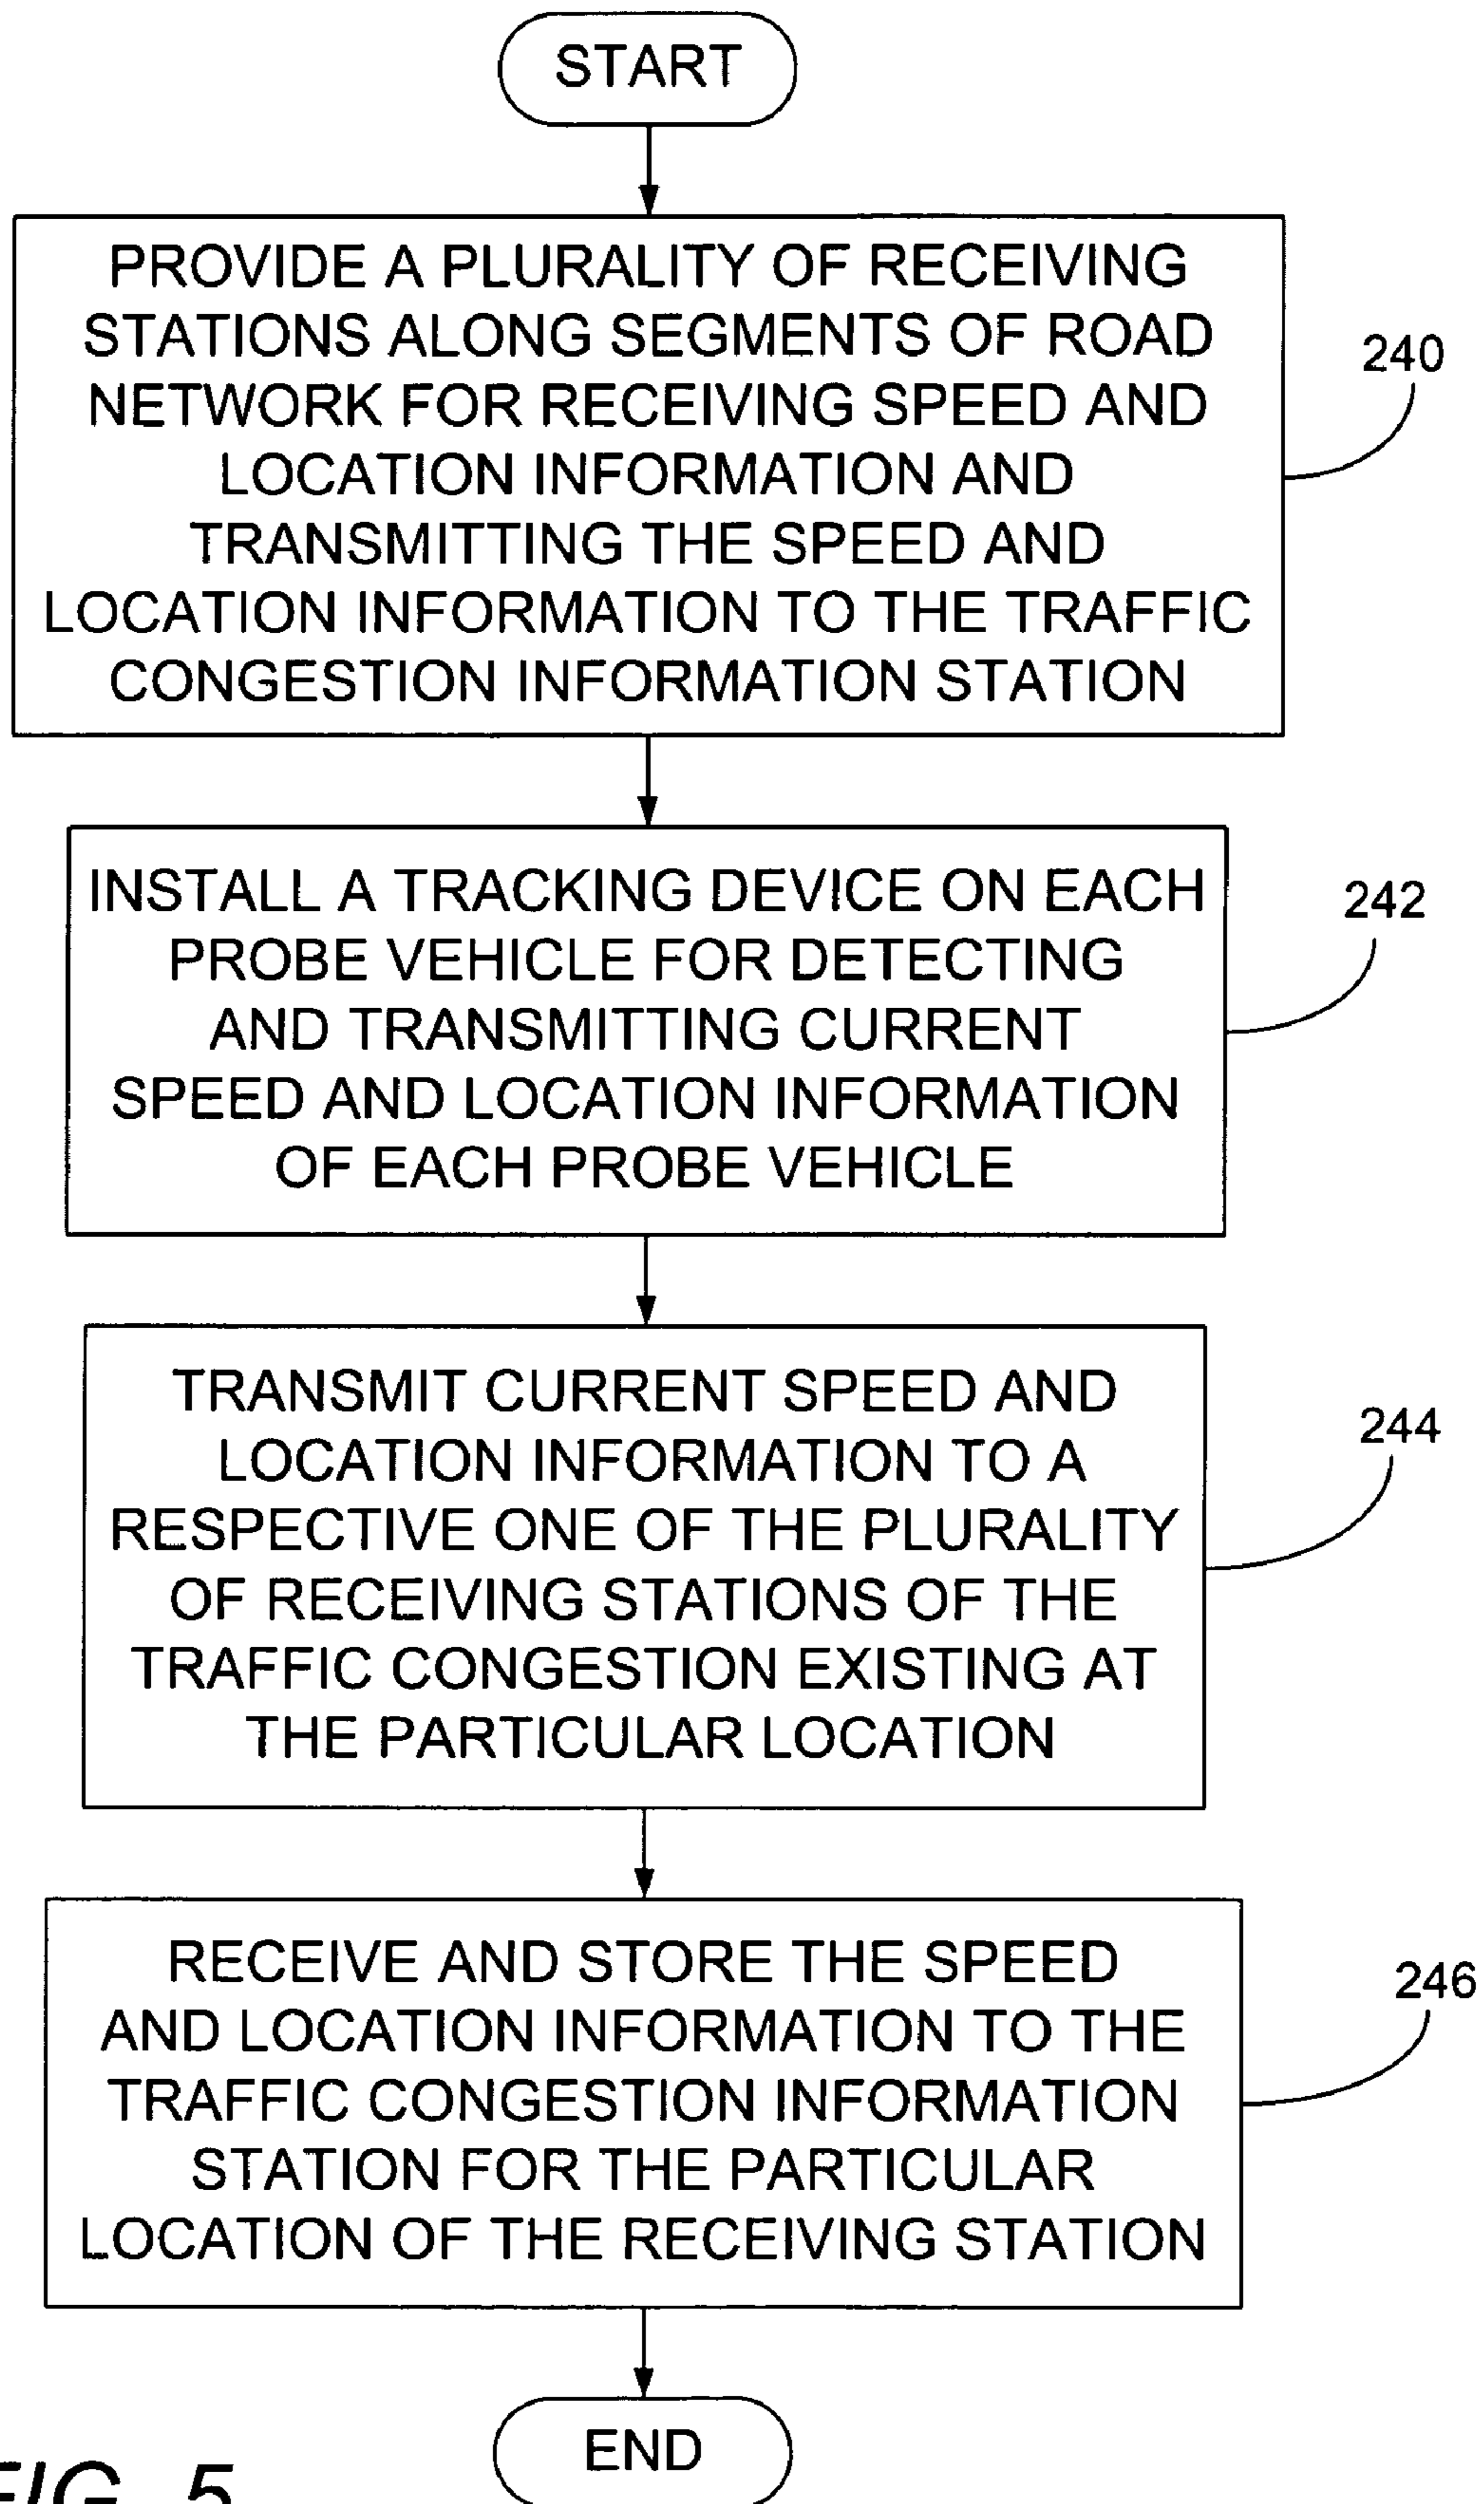 START
PROVIDE A PLURALITY OF RECEIVING
STATIONS ALONG SEGMENTS OF ROAD
NETWORK FOR RECEIVING SPEED AND
LOCATION INFORMATION AND
TRANSMITTING THE SPEED AND
LOCATION INFORMATION TO THE TRAFFIC
CONGESTION INFORMATION STATION
240
INSTALL A TRACKING DEVICE ON EACH
PROBE VEHICLE FOR DETECTING
AND TRANSMITTING CURRENT
SPEED AND LOCATION INFORMATION
OF EACH PROBE VEHICLE
242
TRANSMIT CURRENT SPEED AND
LOCATION INFORMATION TO A
RESPECTIVE ONE OF THE PLURALITY
OF RECEIVING STATIONS OF THE
TRAFFIC CONGESTION EXISTING AT
THE PARTICULAR LOCATION
244
RECEIVE AND STORE THE SPEED
AND LOCATION INFORMATION TO THE
TRAFFIC CONGESTION INFORMATION
STATION FOR THE PARTICULAR
LOCATION OF THE RECEIVING STATION
246
END
FIG. 5